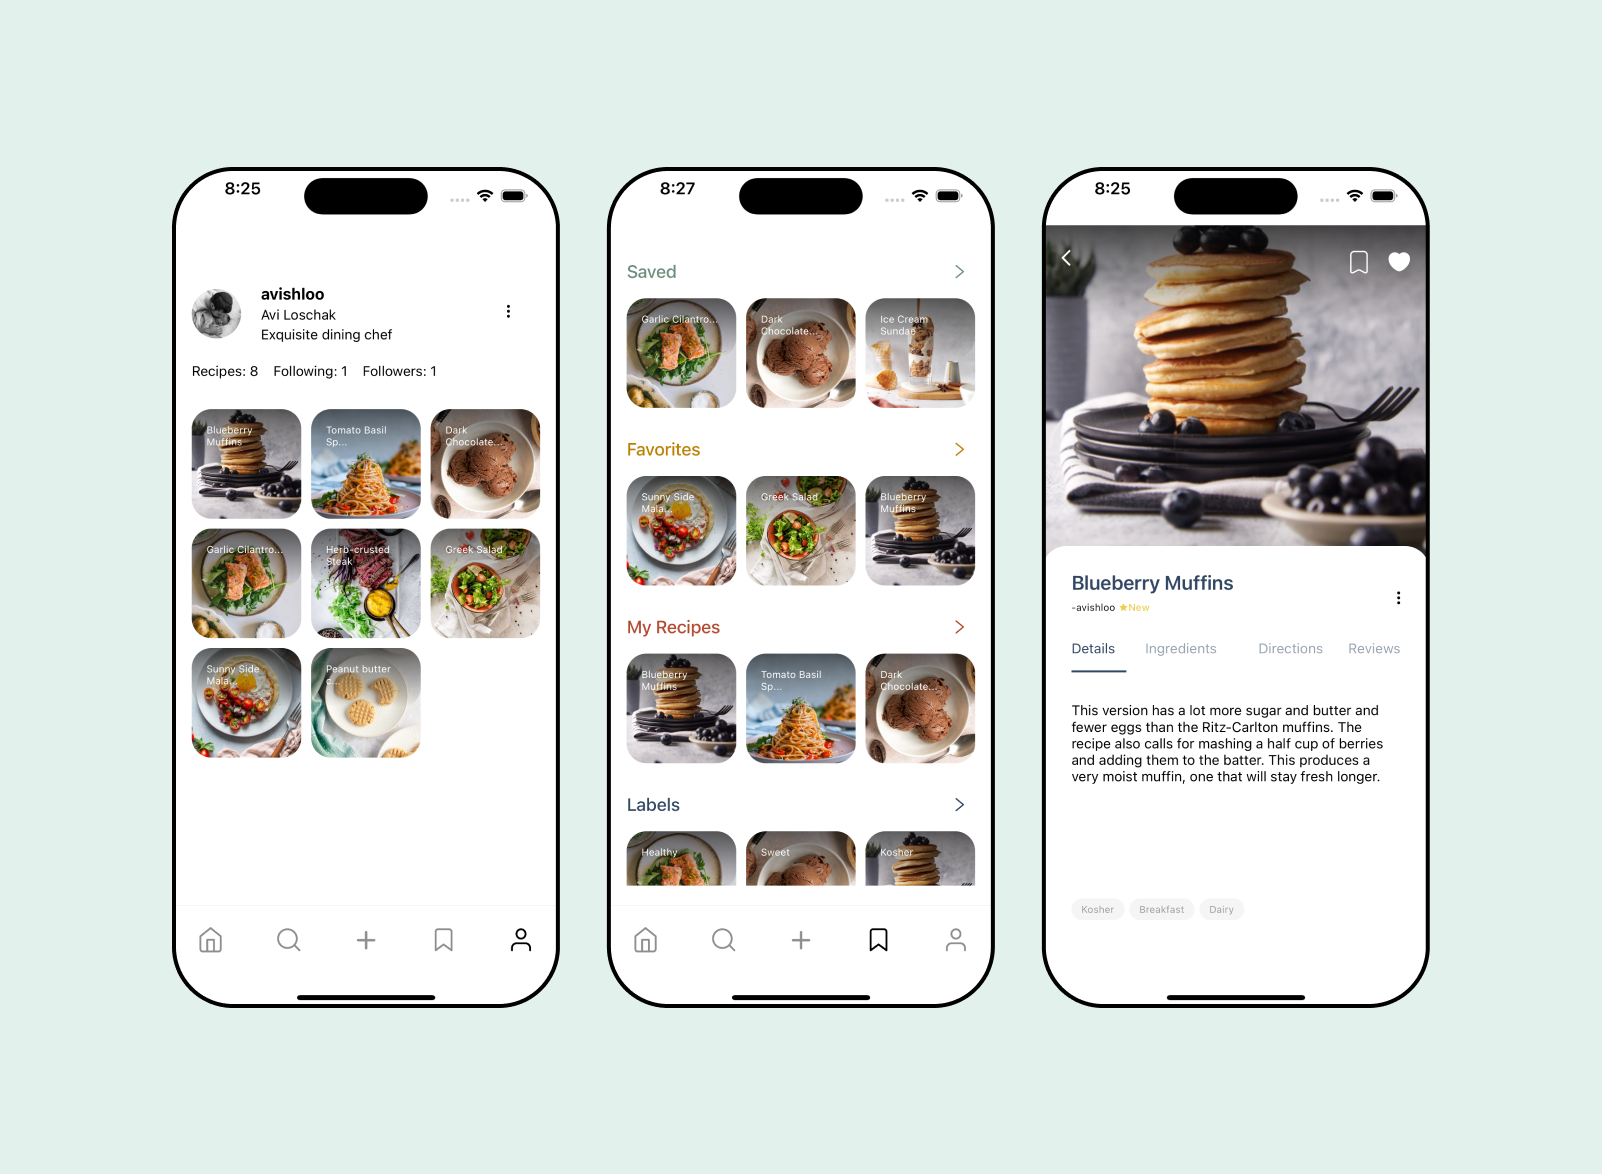 8:25
avishloo
Avi Loschak
Exquisite dining chef
Recipes: 8 Following: 1 Followers: 1
Blueberry
Muffins
Tomato Basil
Sp...
Dark
Chocolate...
Garlic Cilantro...
Herb-crusted
Steak
Greek Salad
Sunny Side
Mala...
Peanut butter
c...
8:27
Saved
Garlic Cilantro...
Dark
Chocolate...
Ice Cream
Sundae
Favorites
Sunny Side
Mala...
Greek Salad
Blueberry
Muffins
My Recipes
Blueberry
Muffins
Tomato Basil
Sp...
Dark
Chocolate...
Labels
Healthy
Sweet
Kosher
8:25
Blueberry Muffins
-avishloo ★New
Details Ingredients Directions Reviews
This version has a lot more sugar and butter and
fewer eggs than the Ritz-Carlton muffins. The
recipe also calls for mashing a half cup of berries
and adding them to the batter. This produces a
very moist muffin, one that will stay fresh longer.
Kosher Breakfast Dairy